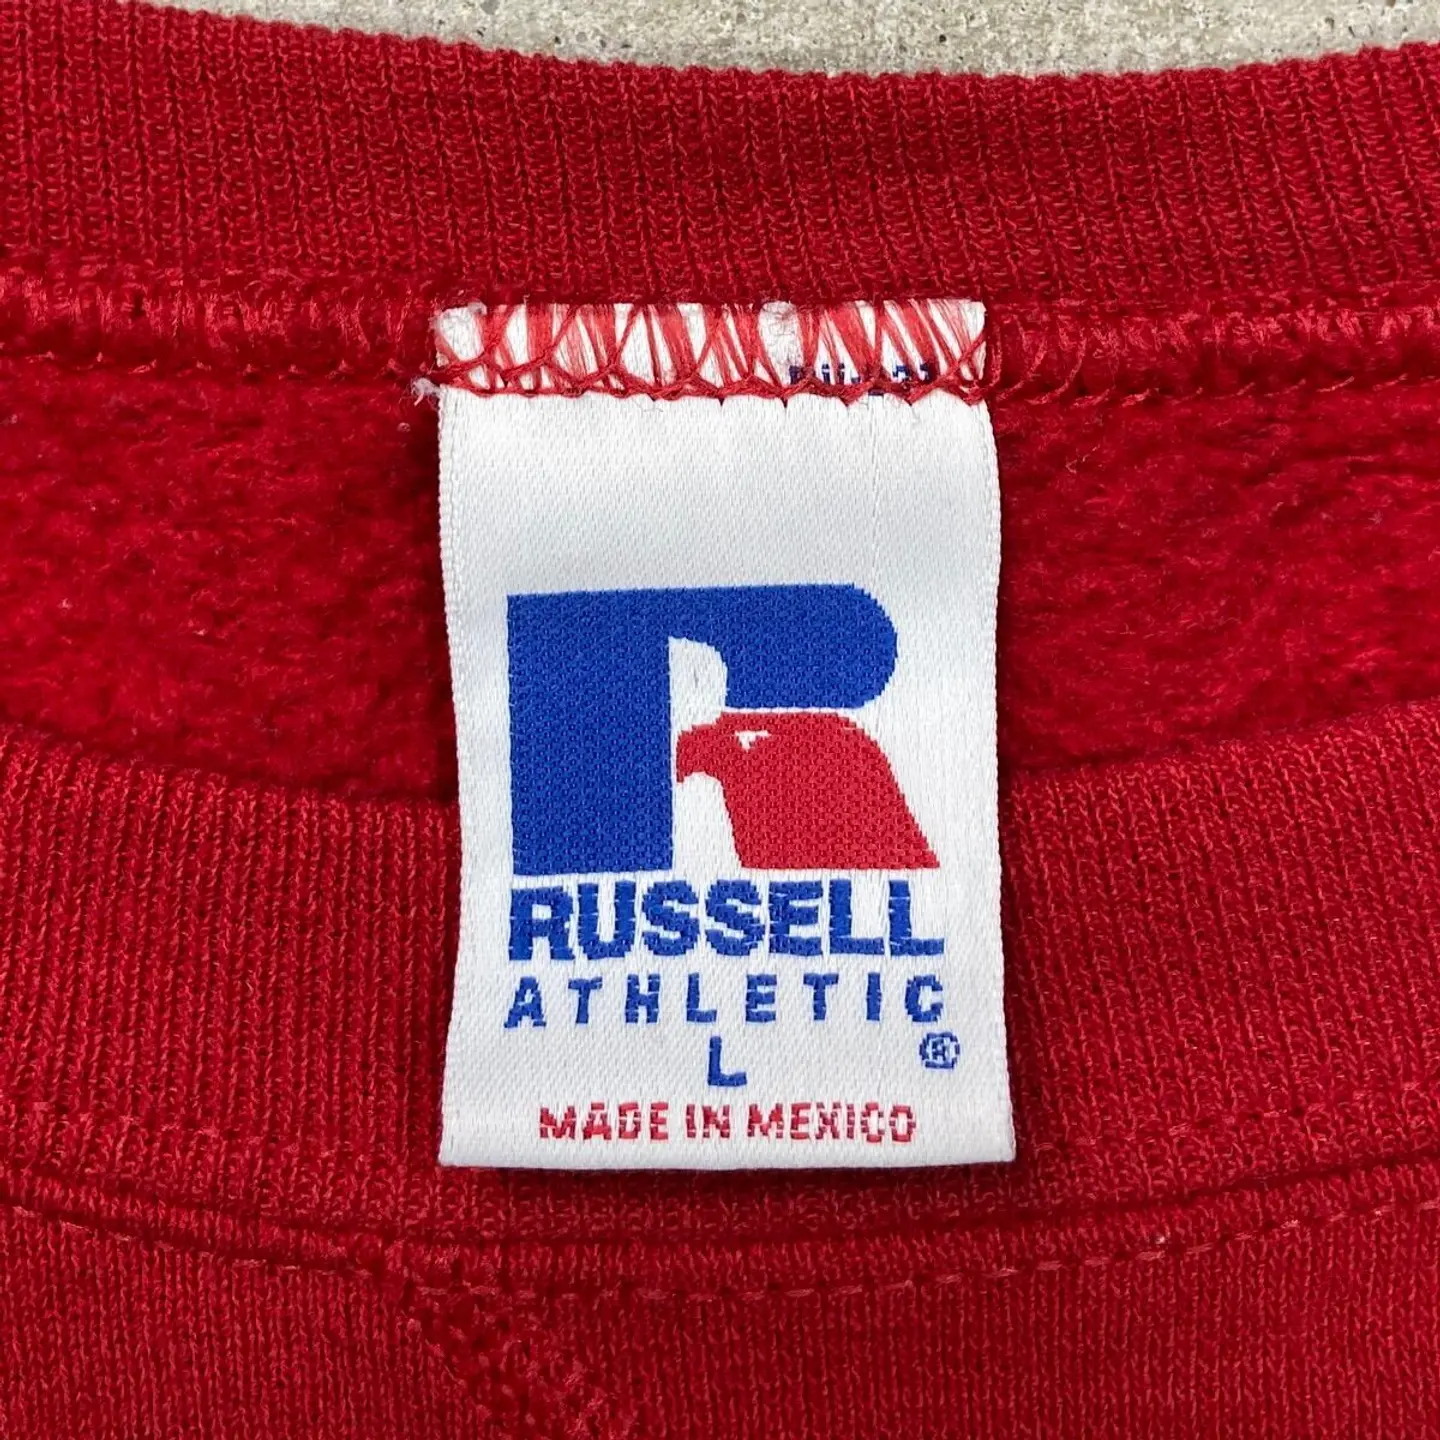 RUSSELL
ATHLETIC
®
L
MADE IN MEXICO